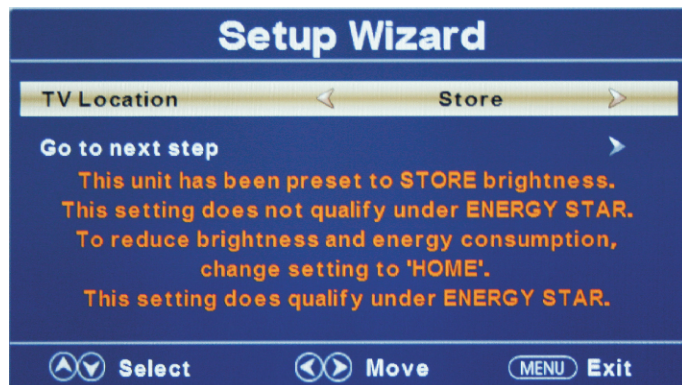 Setup Wizard
TV Location Store
Go to next step
This unit has been preset to STORE brightness.
This setting does not qualify under ENERGY STAR.
To reduce brightness and energy consumption,
change setting to 'HOME'.
This setting does qualify under ENERGY STAR.
Select Move MENU Exit